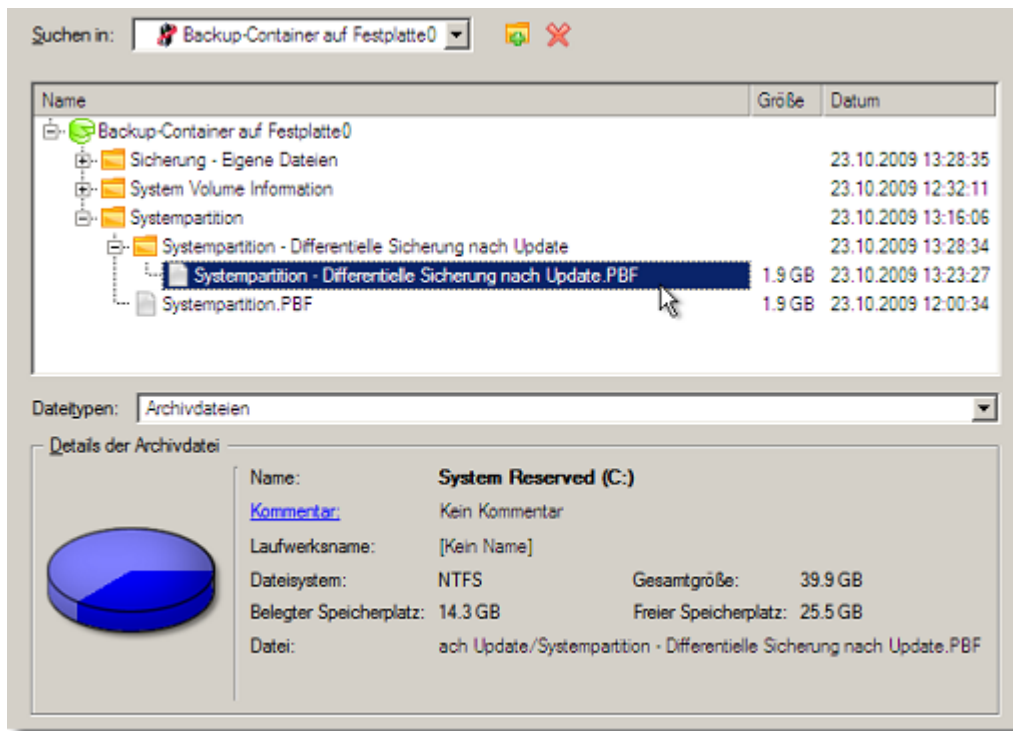 Suchen in: Backup-Container auf Festplatte0
Name Größe Datum
Backup-Container auf Festplatte0
Sicherung - Eigene Dateien 23.10.2009 13:28:35
System Volume Information 23.10.2009 12:32:11
Systempartition 23.10.2009 13:16:06
Systempartition - Differentielle Sicherung nach Update 23.10.2009 13:28:34
Systempartition - Differentielle Sicherung nach Update.PBF 1.9 GB 23.10.2009 13:23:27
Systempartition.PBF 1.9 GB 23.10.2009 12:00:34
Dateitypen: Archivdateien
Details der Archivdatei
Name: System Reserved (C:)
Kommentar: Kein Kommentar
Laufwerksname: [Kein Name]
Dateisystem: NTFS Gesamtgröße: 39.9 GB
Belegter Speicherplatz: 14.3 GB Freier Speicherplatz: 25.5 GB
Datei: ach Update/Systempartition - Differentielle Sicherung nach Update.PBF